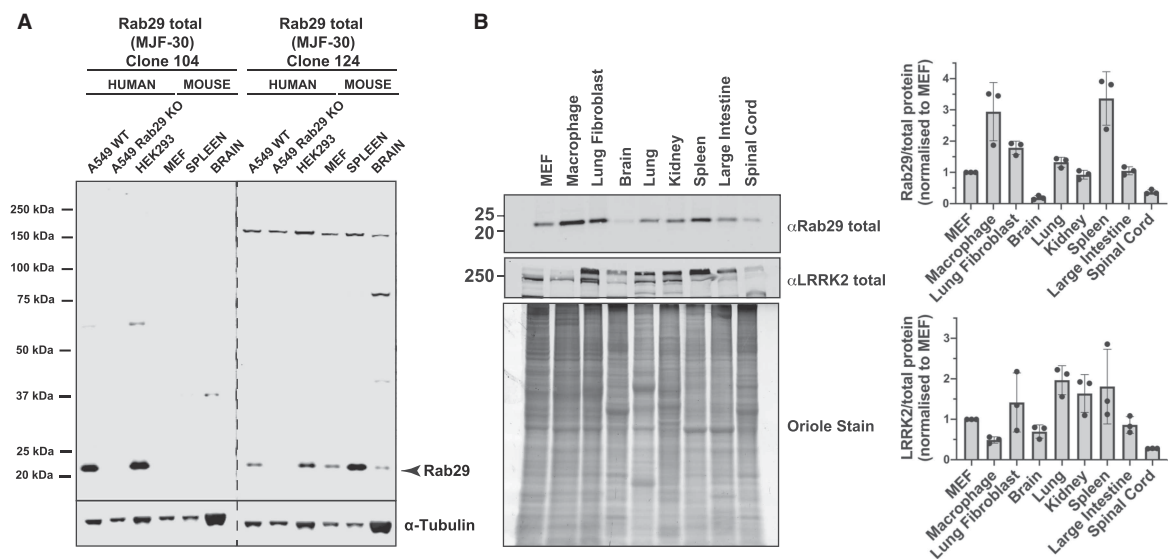 A
Rab29 total
(MJF-30)
Clone 104
Rab29 total
(MJF-30)
Clone 124
HUMAN
MOUSE
HUMAN
MOUSE
A549 WT
A549 Rab29 KO
HEK293
MEF
SPLEEN
BRAIN
A549 WT
A549 Rab29 KO
HEK293
MEF
SPLEEN
BRAIN
250 kDa
150 kDa
100 kDa
75 kDa
50 kDa
37 kDa
25 kDa
20 kDa
Rab29
α-Tubulin
B
MEF
Macrophage
Lung Fibroblast
Brain
Lung
Kidney
Spleen
Large Intestine
Spinal Cord
25
20
αRab29 total
250
αLRRK2 total
Oriole Stain
Rab29/total protein
(normalised to MEF)
5
4
3
2
1
0
MEF
Macrophage
Lung Fibroblast
Brain
Lung
Kidney
Spleen
Large Intestine
Spinal Cord
LRRK2/total protein
(normalised to MEF)
4
3
2
1
0
MEF
Macrophage
Lung Fibroblast
Brain
Lung
Kidney
Spleen
Large Intestine
Spinal Cord